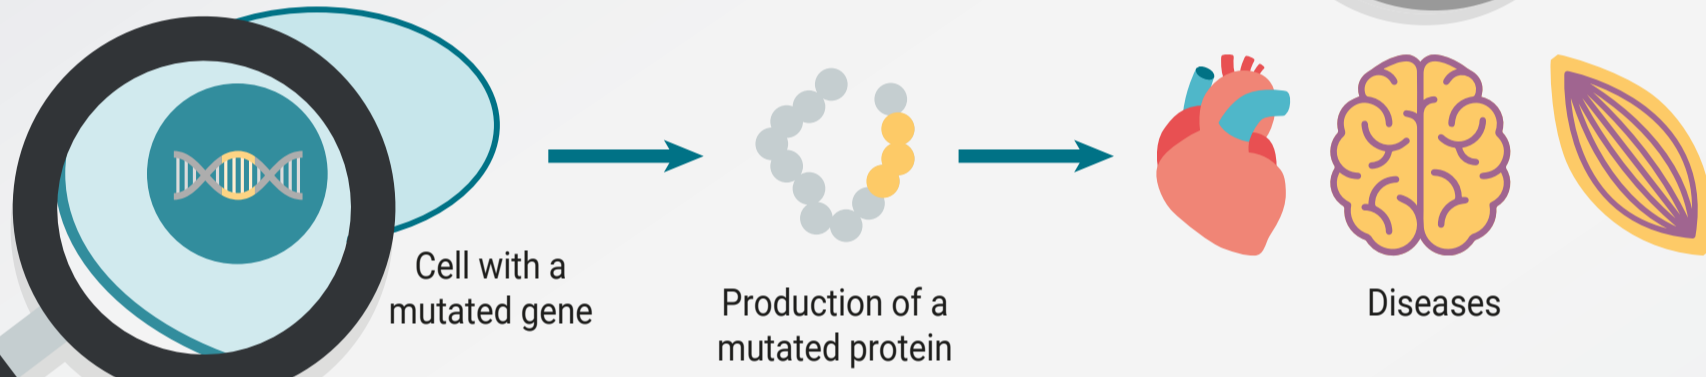 Cell with a
mutated gene
Production of a
mutated protein
Diseases